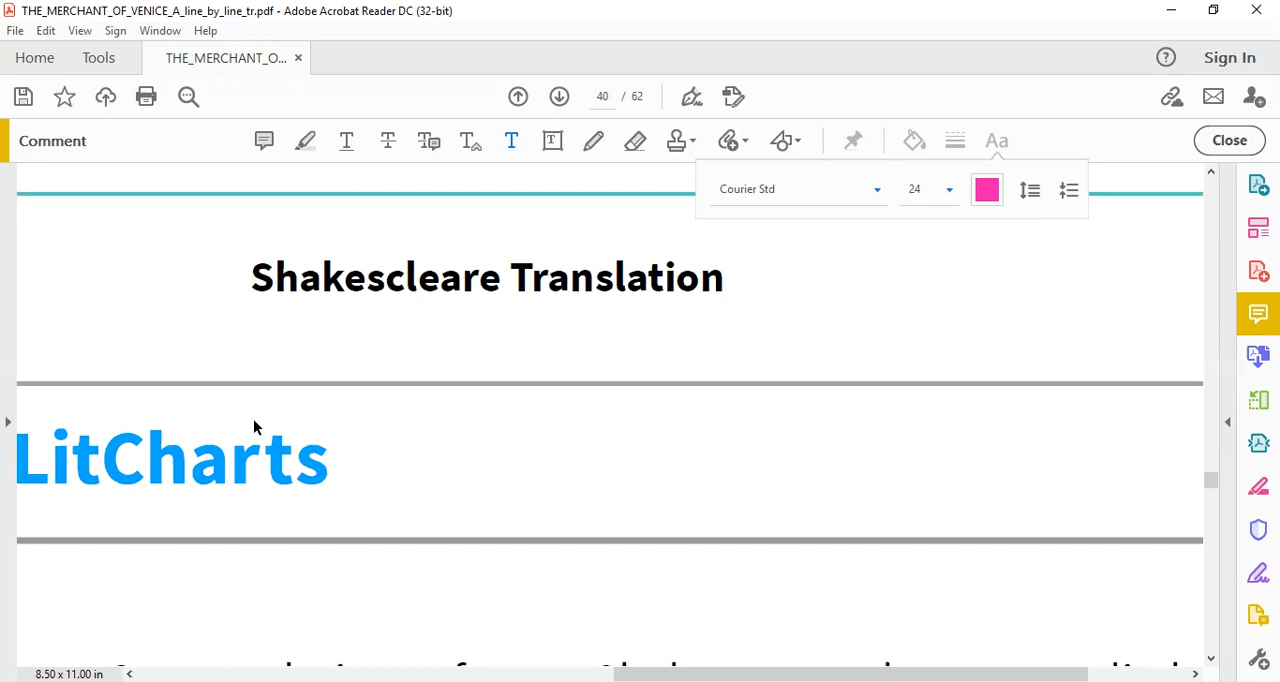 THE_MERCHANT_OF_VENICE_A_line_by_line_tr.pdf - Adobe Acrobat Reader DC (32-bit)
File Edit View Sign Window Help
Home Tools THE_MERCHANT_O... × Sign In
40 / 62
Comment Aa Close
Courier Std 24
Shakescleare Translation
LitCharts
8.50 x 11.00 in